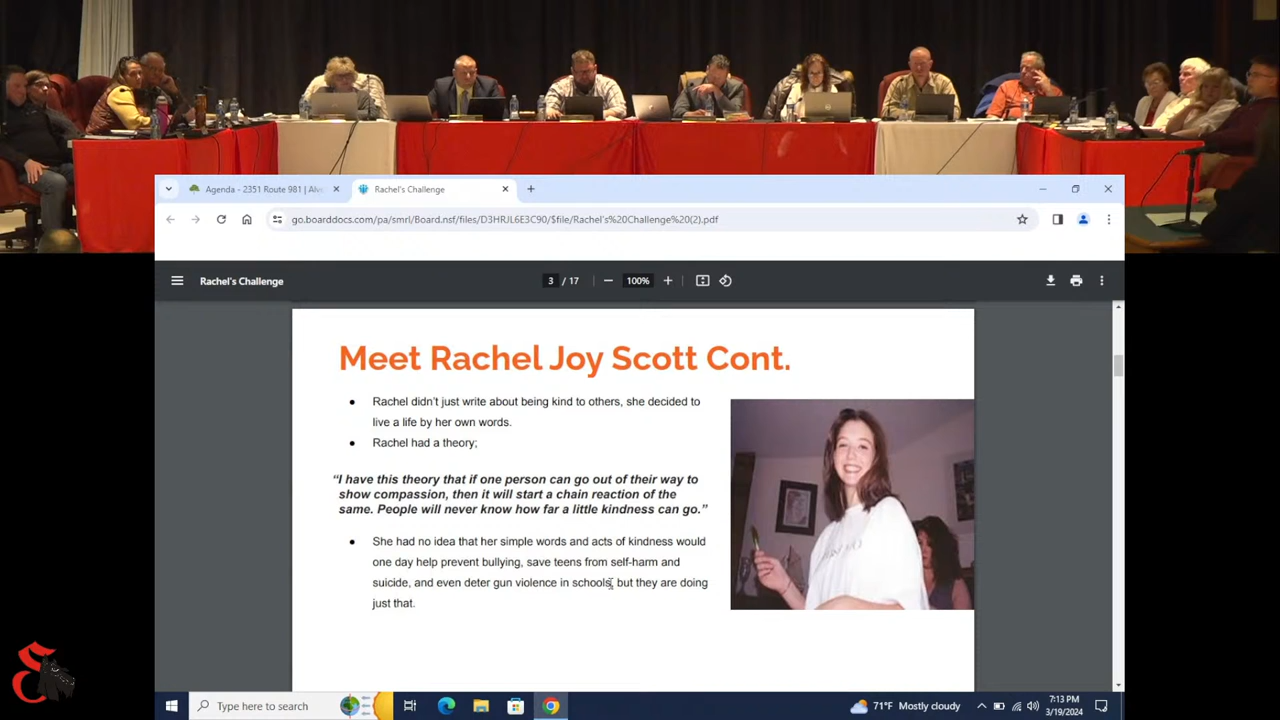 Agenda - 2351 Route 981 | Ale
Rachel's Challenge
go.boarddocs.com/pa/smrl/Board.nsf/files/D3HRJL6E3C90/$file/Rachel's%20Challenge%20(2).pdf
Rachel's Challenge
3 / 17
100%
Meet Rachel Joy Scott Cont.
Rachel didn't just write about being kind to others, she decided to
live a life by her own words.
Rachel had a theory;
"I have this theory that if one person can go out of their way to
show compassion, then it will start a chain reaction of the
same. People will never know how far a little kindness can go."
She had no idea that her simple words and acts of kindness would
one day help prevent bullying, save teens from self-harm and
suicide, and even deter gun violence in schools, but they are doing
just that.
Type here to search
71°F Mostly cloudy
7:13 PM
3/19/2024